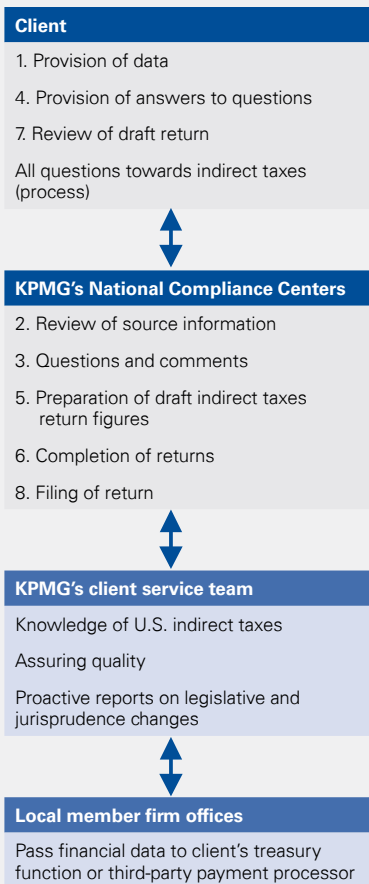 Client
1. Provision of data
4. Provision of answers to questions
7. Review of draft return
All questions towards indirect taxes
(process)
KPMG's National Compliance Centers
2. Review of source information
3. Questions and comments
5. Preparation of draft indirect taxes
return figures
6. Completion of returns
8. Filing of return
KPMG's client service team
Knowledge of U.S. indirect taxes
Assuring quality
Proactive reports on legislative and
jurisprudence changes
Local member firm offices
Pass financial data to client's treasury
function or third-party payment processor